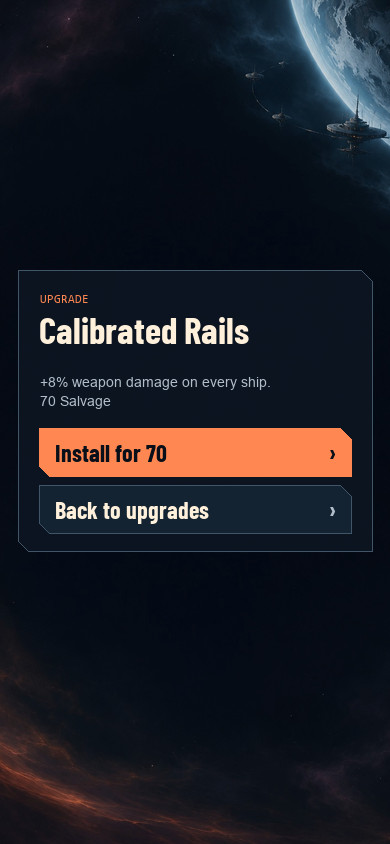 UPGRADE
Calibrated Rails
+8% weapon damage on every ship.
70 Salvage
Install for 70 ›
Back to upgrades ›